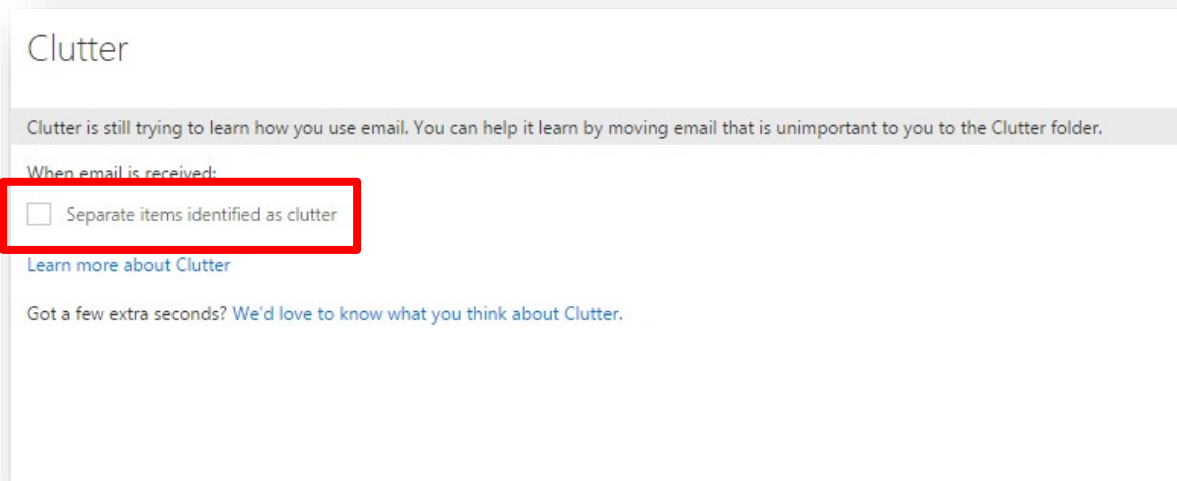 Clutter
Clutter is still trying to learn how you use email. You can help it learn by moving email that is unimportant to you to the Clutter folder.
When email is received:
Separate items identified as clutter
Learn more about Clutter
Got a few extra seconds? We'd love to know what you think about Clutter.